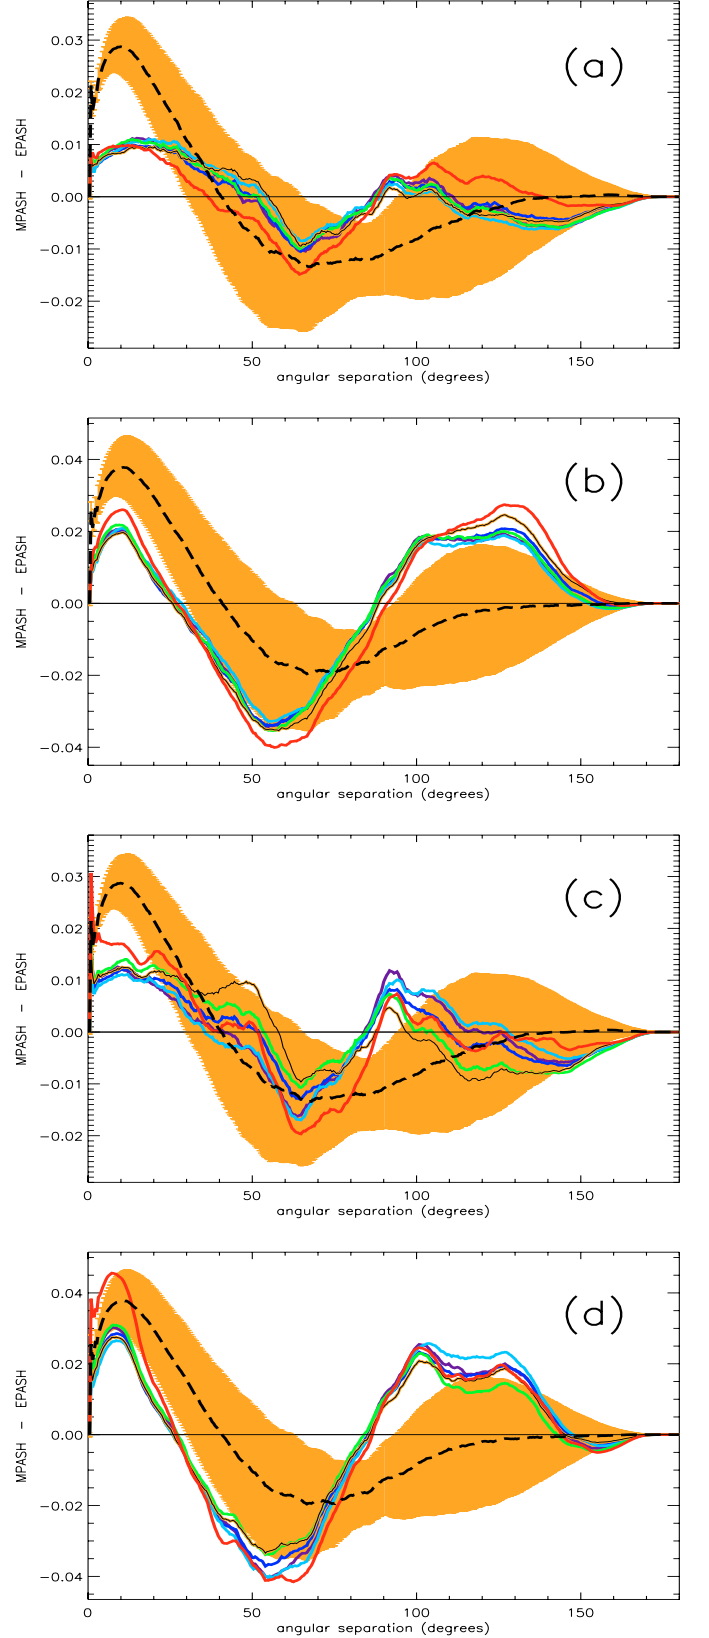 (a)
0.03
0.02
0.01
0.00
−0.01
−0.02
MPASH − EPASH
0 50 100 150
angular separation (degrees)
(b)
0.04
0.02
0.00
−0.02
−0.04
MPASH − EPASH
0 50 100 150
angular separation (degrees)
(c)
0.03
0.02
0.01
0.00
−0.01
−0.02
MPASH − EPASH
0 50 100 150
angular separation (degrees)
(d)
0.04
0.02
0.00
−0.02
−0.04
MPASH − EPASH
0 50 100 150
angular separation (degrees)